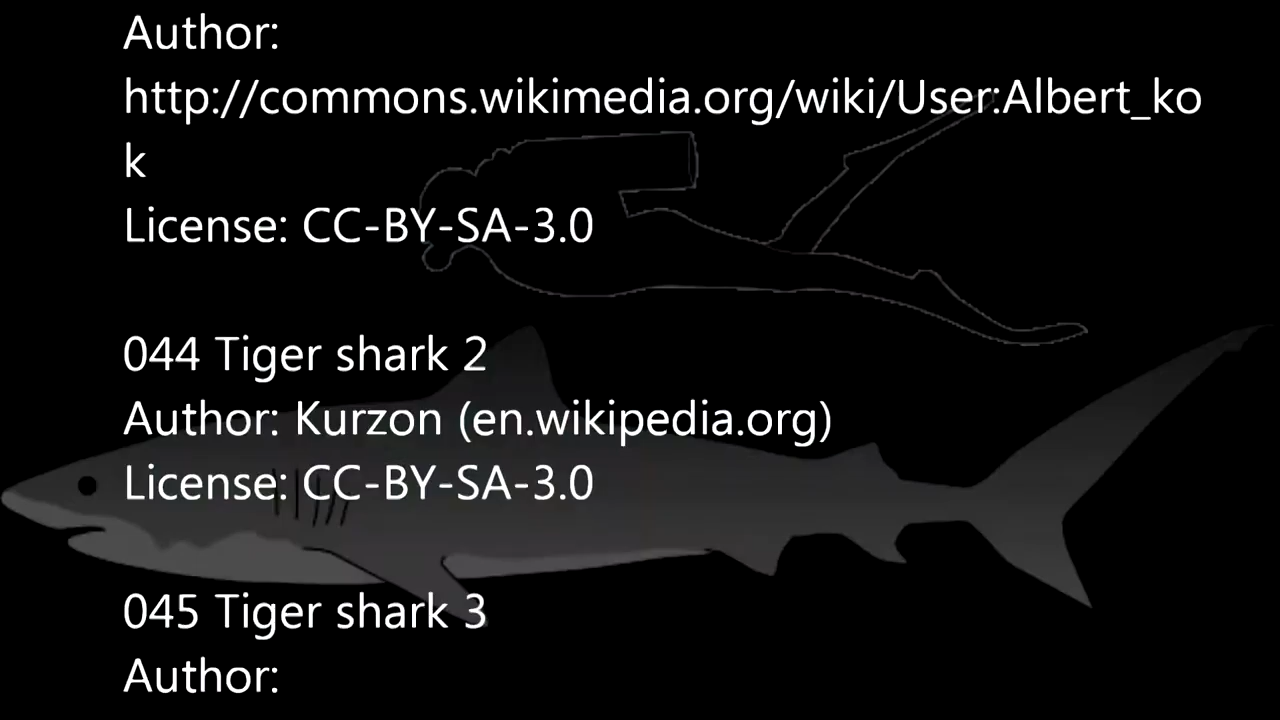 Author:
http://commons.wikimedia.org/wiki/User:Albert_ko
k
License: CC-BY-SA-3.0
044 Tiger shark 2
Author: Kurzon (en.wikipedia.org)
License: CC-BY-SA-3.0
045 Tiger shark 3
Author: